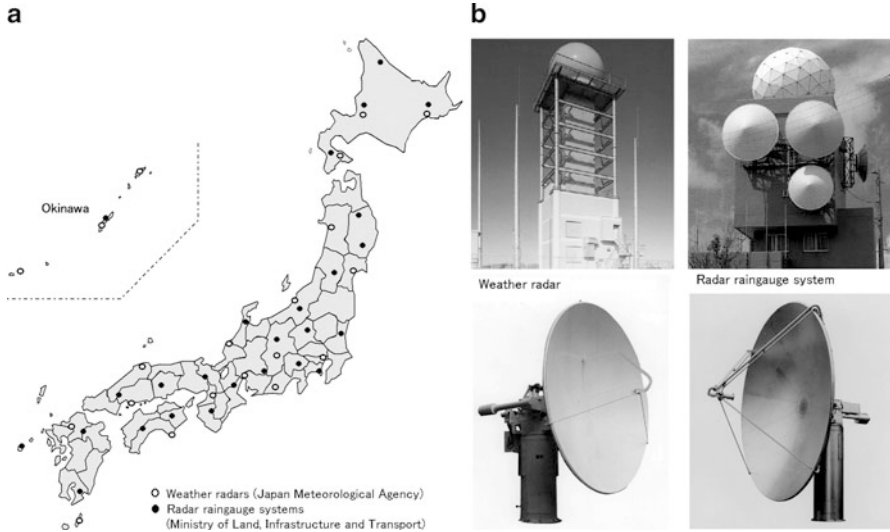 a
b
Okinawa
Weather radar
Radar raingauge system
Weather radars (Japan Meteorological Agency)
Radar raingauge systems
(Ministry of Land, Infrastructure and Transport)